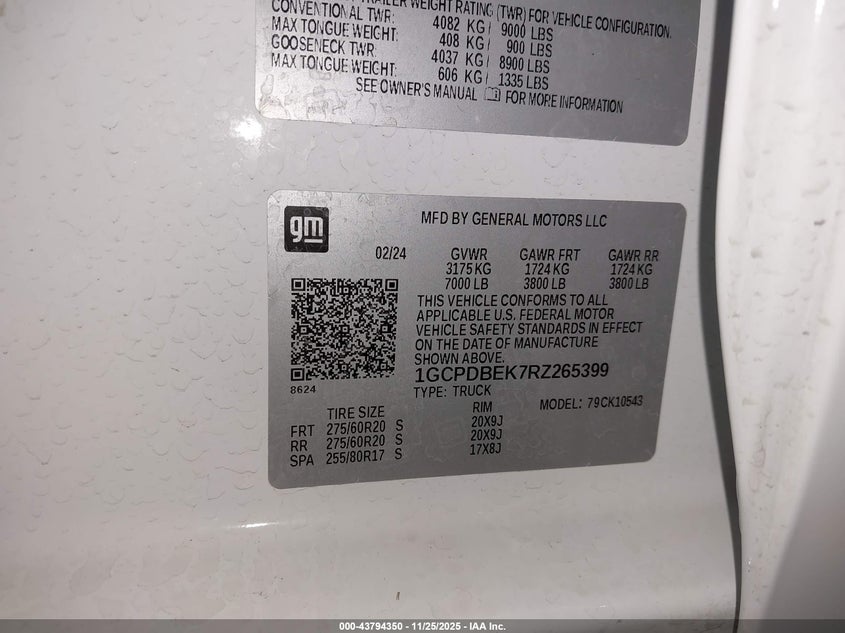 TRAILER WEIGHT RATING (TWR) FOR VEHICLE CONFIGURATION.
CONVENTIONAL TWR: 4082 KG / 9000 LBS
MAX TONGUE WEIGHT: 408 KG / 900 LBS
GOOSENECK TWR: 4037 KG / 8900 LBS
MAX TONGUE WEIGHT: 606 KG / 1335 LBS
SEE OWNER'S MANUAL FOR MORE INFORMATION
gm
MFD BY GENERAL MOTORS LLC
02/24 GVWR GAWR FRT GAWR RR
3175 KG 1724 KG 1724 KG
7000 LB 3800 LB 3800 LB
THIS VEHICLE CONFORMS TO ALL
APPLICABLE U.S. FEDERAL MOTOR
VEHICLE SAFETY STANDARDS IN EFFECT
ON THE DATE OF MANUFACTURE
SHOWN ABOVE.
8624
1GCPDBEK7RZ265399
TYPE: TRUCK MODEL: 79CK10543
TIRE SIZE RIM
FRT 275/60R20 S 20X9J
RR 275/60R20 S 20X9J
SPA 255/80R17 S 17X8J
000-43794350 - 11/25/2025 - IAA Inc.